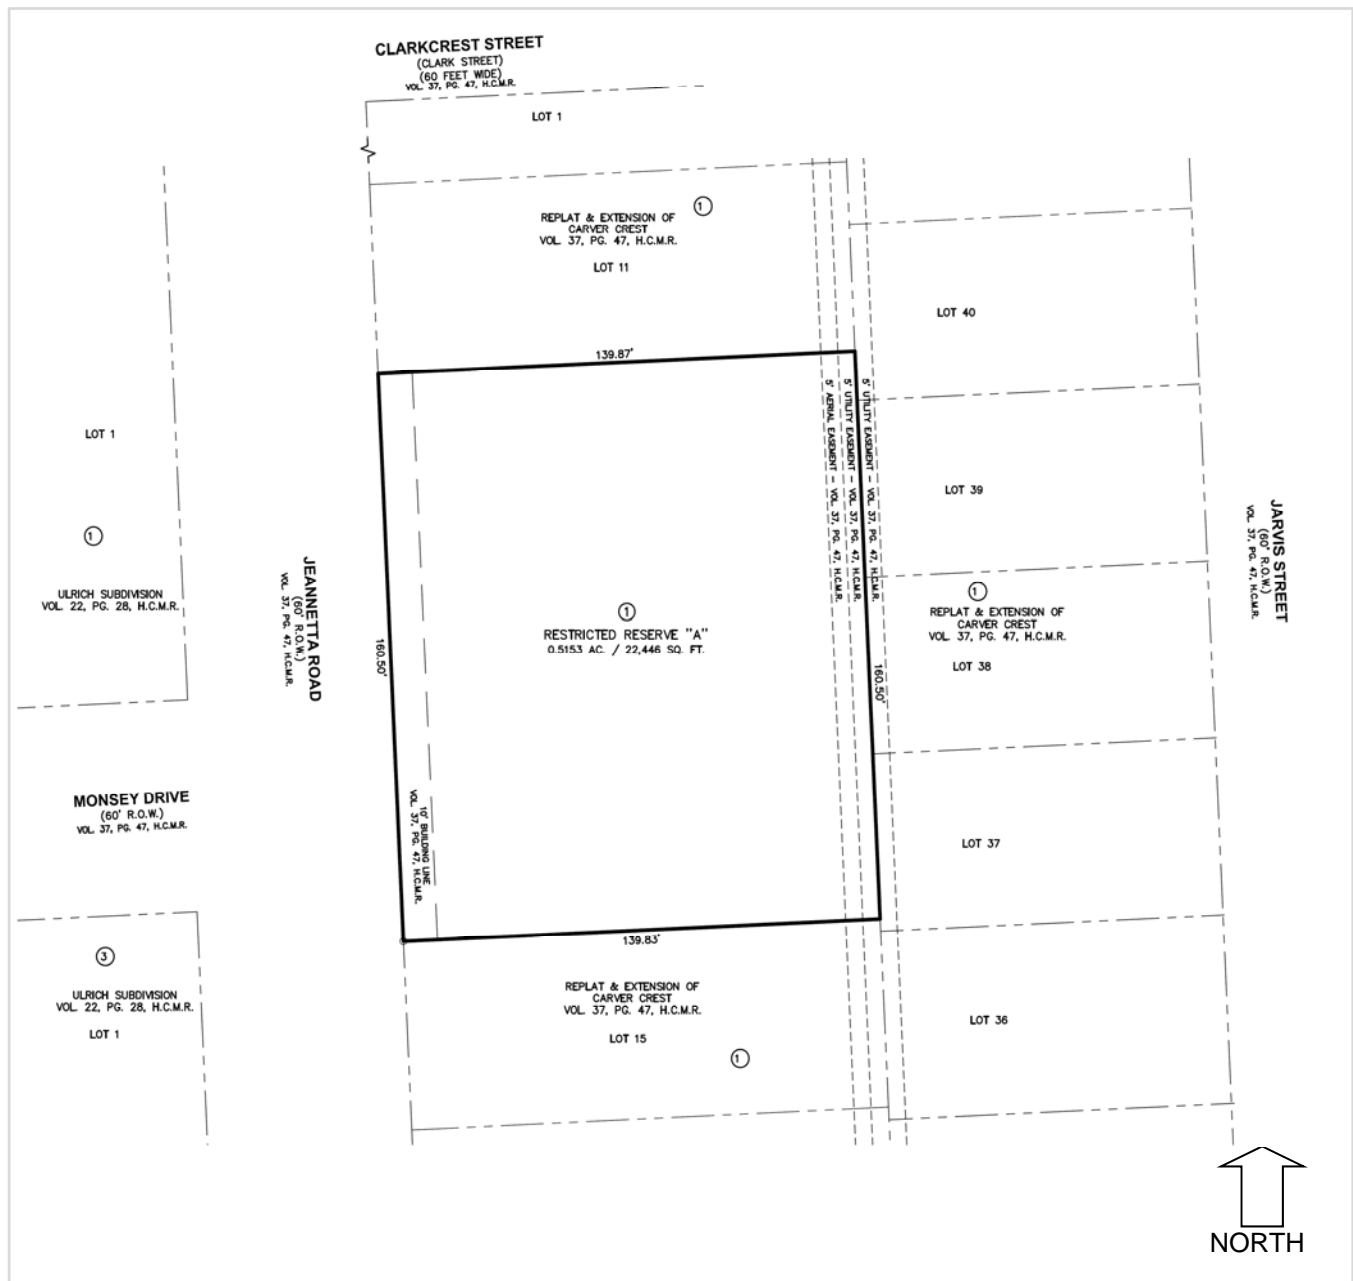 CLARKCREST STREET
(CLARK STREET)
(60 FEET WIDE)
VOL. 37, PG. 47, H.C.M.R.
LOT 1
1
REPLAT & EXTENSION OF
CARVER CREST
VOL. 37, PG. 47, H.C.M.R.
LOT 11
LOT 40
139.87'
5' AERIAL EASEMENT - VOL. 37, PG. 47, H.C.M.R.
5' UTILITY EASEMENT - VOL. 37, PG. 47, H.C.M.R.
5' UTILITY EASEMENT - VOL. 37, PG. 47, H.C.M.R.
LOT 1
1
ULRICH SUBDIVISION
VOL. 22, PG. 28, H.C.M.R.
JEANNETTA ROAD
(60' R.O.W.)
VOL. 37, PG. 47, H.C.M.R.
160.50'
1
RESTRICTED RESERVE "A"
0.5153 AC. / 22,446 SQ. FT.
160.50'
LOT 39
1
REPLAT & EXTENSION OF
CARVER CREST
VOL. 37, PG. 47, H.C.M.R.
LOT 38
JARVIS STREET
(60' R.O.W.)
VOL. 37, PG. 47, H.C.M.R.
MONSEY DRIVE
(60' R.O.W.)
VOL. 37, PG. 47, H.C.M.R.
10' BUILDING LINE
VOL. 37, PG. 47, H.C.M.R.
LOT 37
139.83'
3
ULRICH SUBDIVISION
VOL. 22, PG. 28, H.C.M.R.
LOT 1
REPLAT & EXTENSION OF
CARVER CREST
VOL. 37, PG. 47, H.C.M.R.
LOT 15
1
LOT 36
NORTH